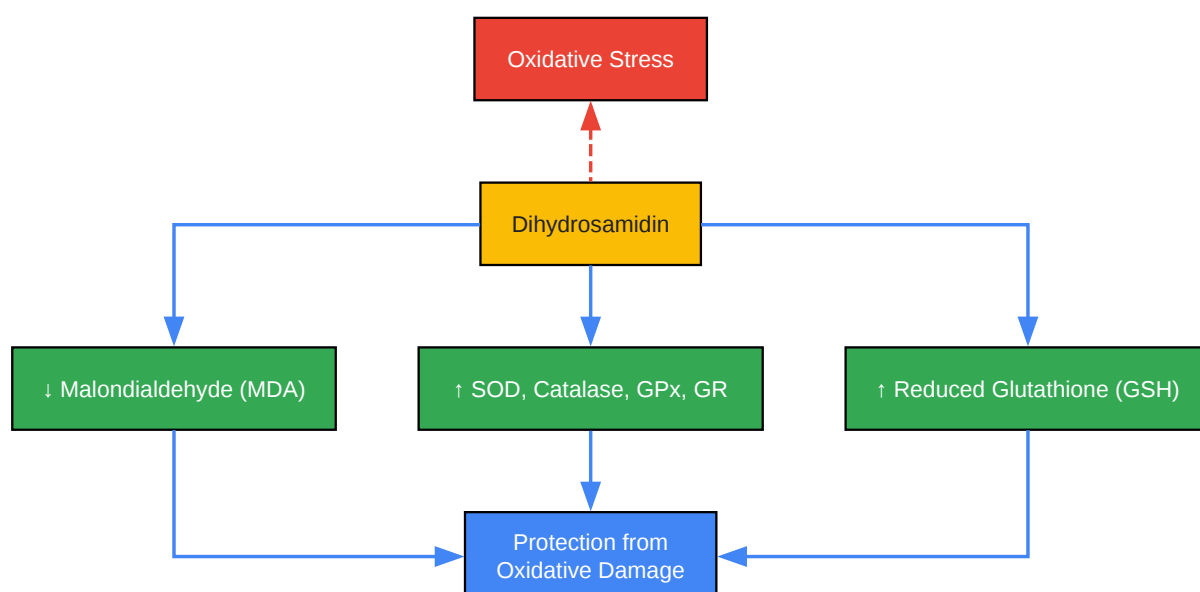 Oxidative Stress
Dihydrosamidin
↓ Malondialdehyde (MDA)
↑ SOD, Catalase, GPx, GR
↑ Reduced Glutathione (GSH)
Protection from
Oxidative Damage